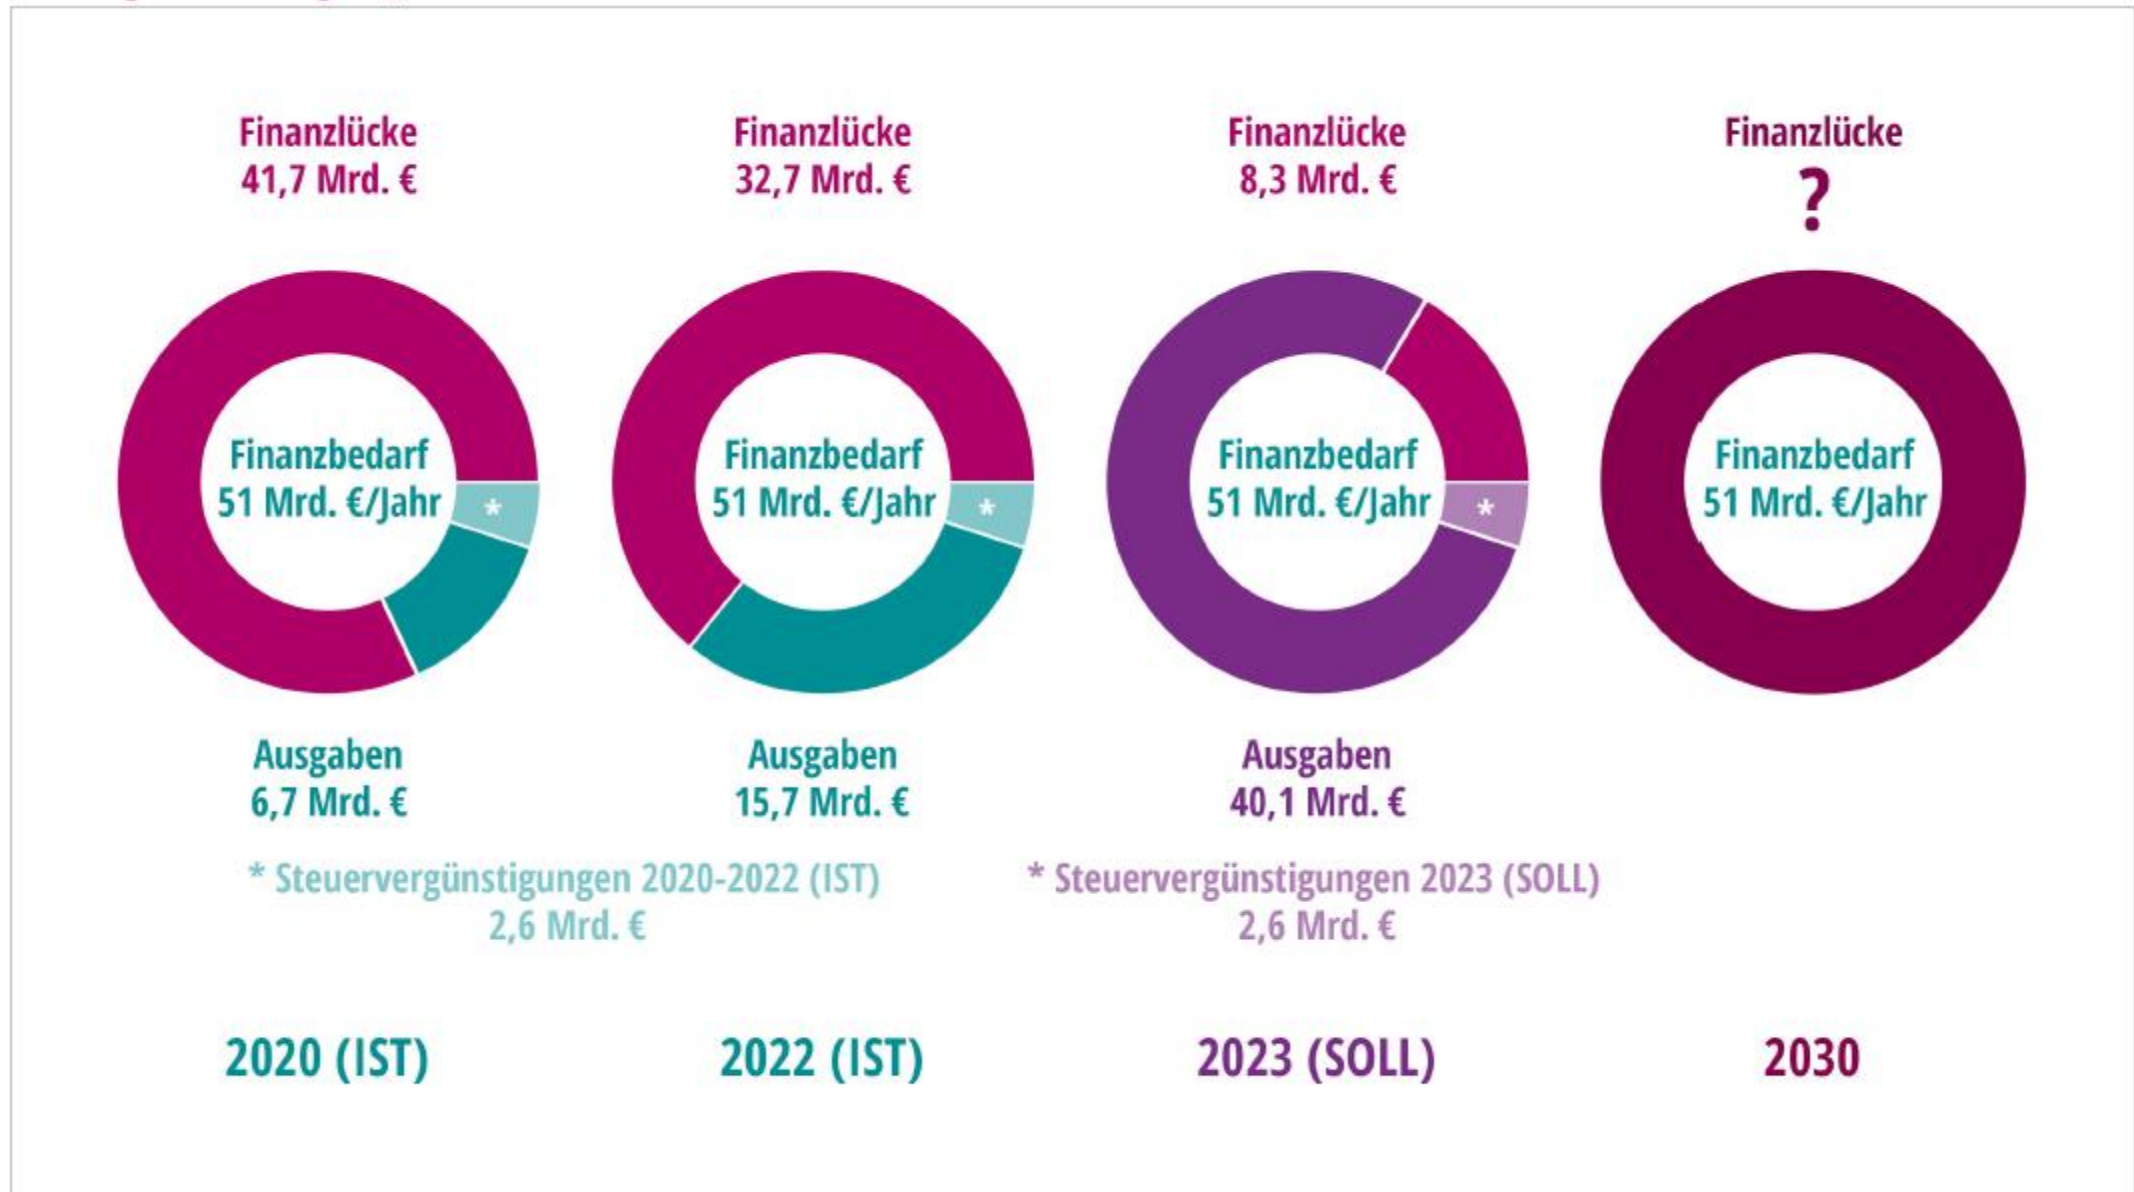 Finanzlücke
41,7 Mrd. €
Finanzlücke
32,7 Mrd. €
Finanzlücke
8,3 Mrd. €
Finanzlücke
?
Finanzbedarf
51 Mrd. €/Jahr
*
Finanzbedarf
51 Mrd. €/Jahr
*
Finanzbedarf
51 Mrd. €/Jahr
*
Finanzbedarf
51 Mrd. €/Jahr
Ausgaben
6,7 Mrd. €
Ausgaben
15,7 Mrd. €
Ausgaben
40,1 Mrd. €
* Steuervergünstigungen 2020-2022 (IST)
2,6 Mrd. €
* Steuervergünstigungen 2023 (SOLL)
2,6 Mrd. €
2020 (IST)
2022 (IST)
2023 (SOLL)
2030